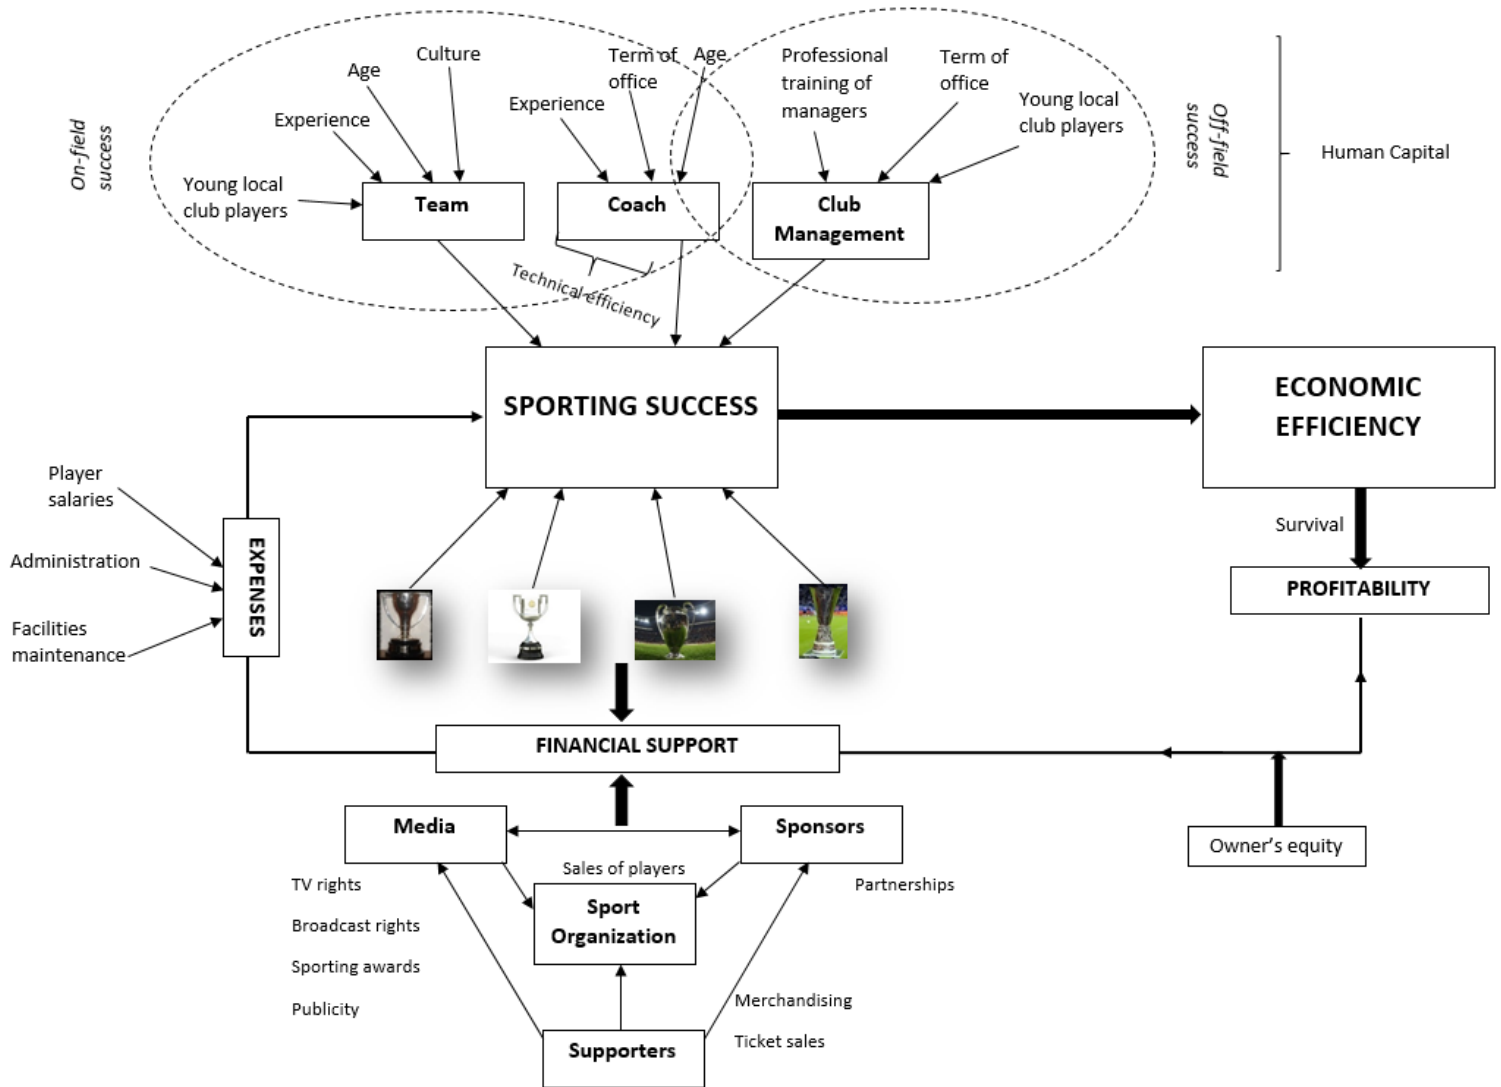 Culture
Age
Experience
Young local
club players
Team
Term of
office
Age
Experience
Coach
Technical efficiency
Professional
training of
managers
Term of
office
Young local
club players
Club
Management
On-field
success
Off-field
success
Human Capital
SPORTING SUCCESS
ECONOMIC
EFFICIENCY
Survival
PROFITABILITY
Player
salaries
Administration
Facilities
maintenance
EXPENSES
FINANCIAL SUPPORT
Owner's equity
Media
Sponsors
Sales of players
Sport
Organization
TV rights
Broadcast rights
Sporting awards
Publicity
Partnerships
Merchandising
Ticket sales
Supporters